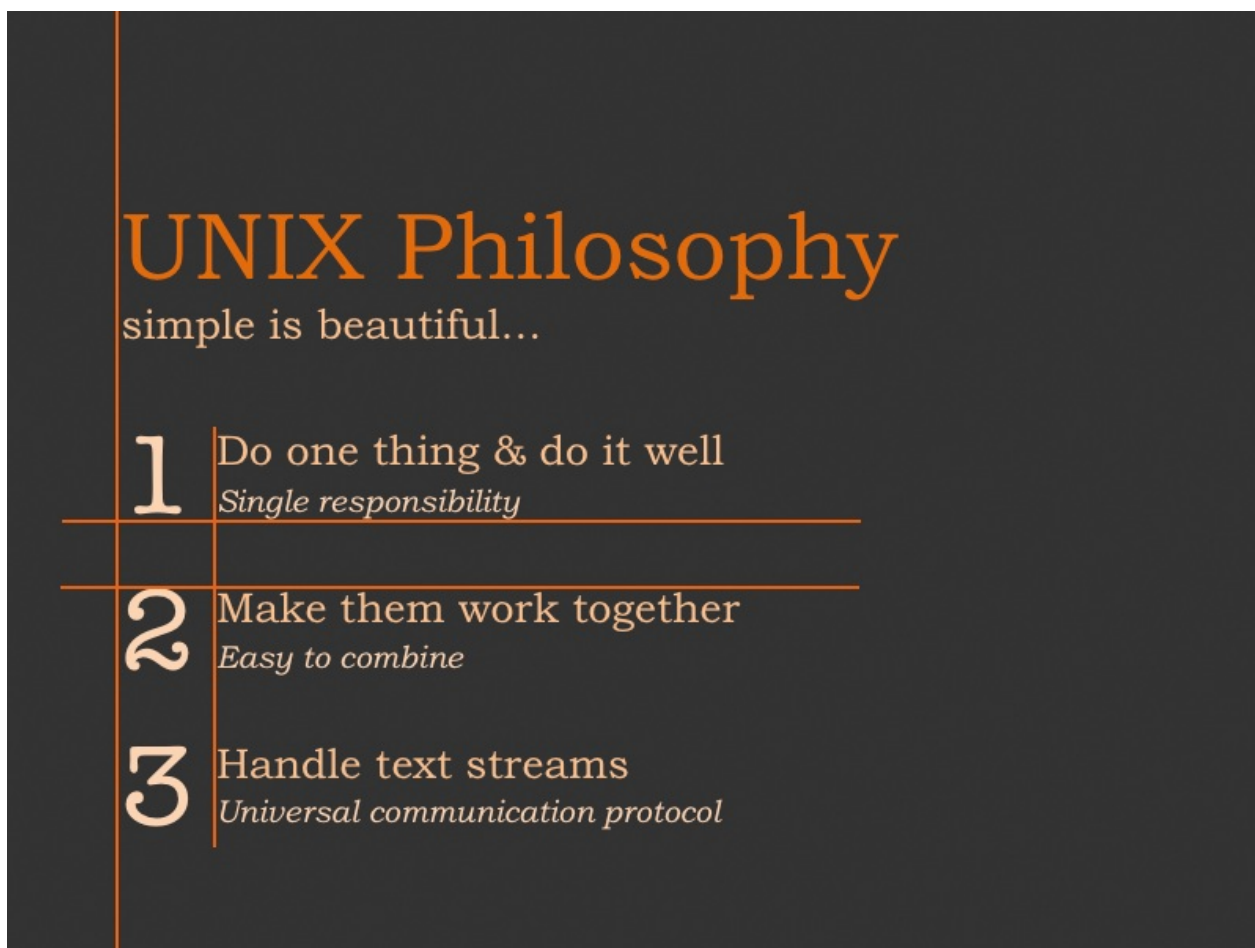 UNIX Philosophy
simple is beautiful...
1
Do one thing & do it well
Single responsibility
2
Make them work together
Easy to combine
3
Handle text streams
Universal communication protocol